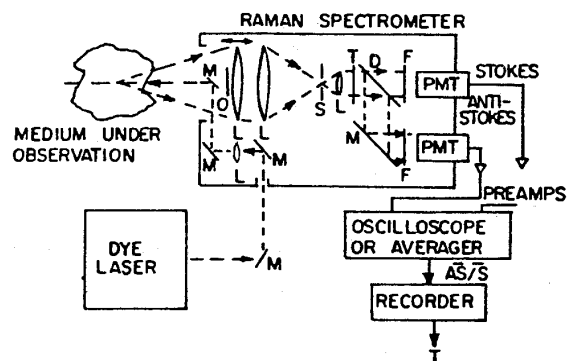 RAMAN SPECTROMETER
L
L
M
O
S
L
T
D
F
PMT
STOKES
ANTI-
STOKES
MEDIUM UNDER
OBSERVATION
M
L
L
M
L
M
F
PMT
PREAMPS
DYE
LASER
M
OSCILLOSCOPE
OR AVERAGER
AS/S
RECORDER
T